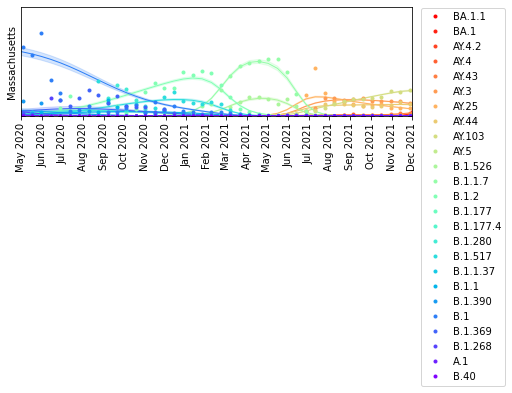 Massachusetts
May 2020
Jun 2020
Jul 2020
Aug 2020
Sep 2020
Oct 2020
Nov 2020
Dec 2020
Jan 2021
Feb 2021
Mar 2021
Apr 2021
May 2021
Jun 2021
Jul 2021
Aug 2021
Sep 2021
Oct 2021
Nov 2021
Dec 2021
BA.1.1
BA.1
AY.4.2
AY.4
AY.43
AY.3
AY.25
AY.44
AY.103
AY.5
B.1.526
B.1.1.7
B.1.2
B.1.177
B.1.177.4
B.1.280
B.1.517
B.1.1.37
B.1.1
B.1.390
B.1
B.1.369
B.1.268
A.1
B.40